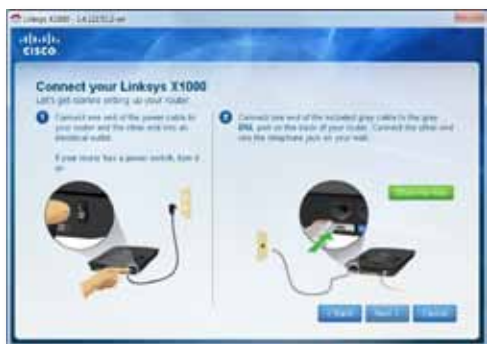 Linksys X1000 -
CISCO
Connect your Linksys X1000
Let's get started setting up your router.
1 Connect one end of the power cable to
your router and the other end into an
electrical outlet.
If your router has a power switch, turn it
on.
2 Connect one end of the included gray cable to the gray
DSL port on the back of your router. Connect the other end
into the telephone jack on your wall.
< Back
Next >
Cancel